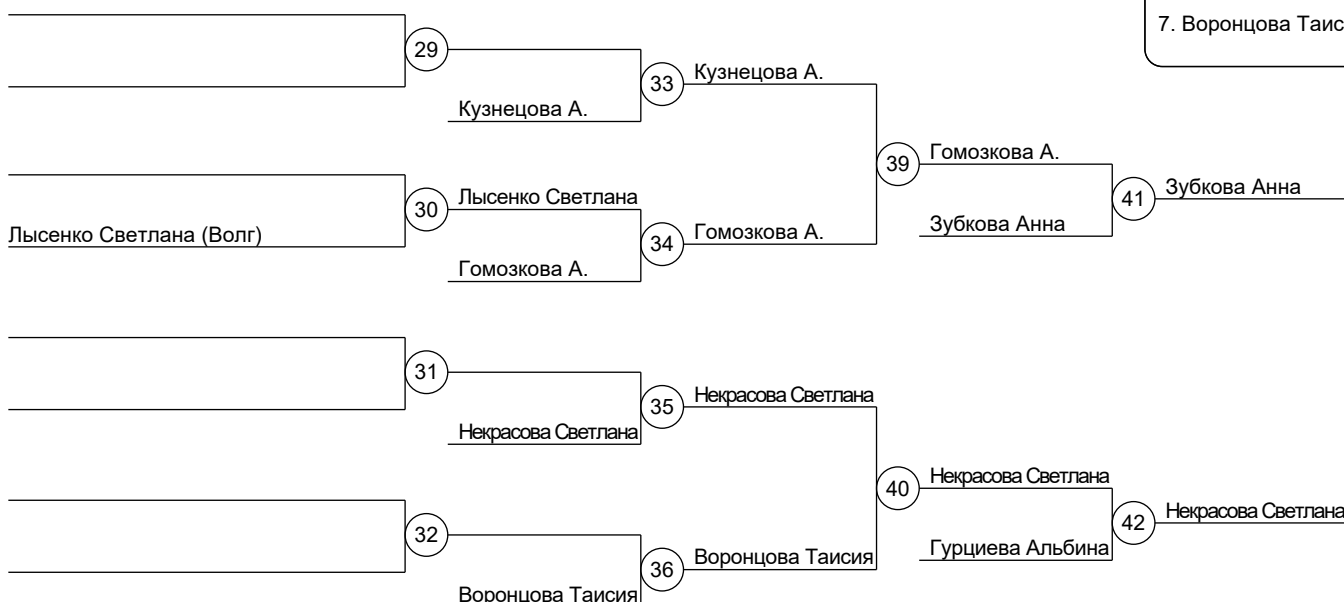 7. Воронцова Таис
29
33
Кузнецова А.
Кузнецова А.
39
Гомозкова А.
30
Лысенко Светлана
41
Зубкова Анна
Лысенко Светлана (Волг)
34
Гомозкова А.
Зубкова Анна
Гомозкова А.
31
35
Некрасова Светлана
Некрасова Светлана
40
Некрасова Светлана
42
Некрасова Светлана
32
Гурциева Альбина
36
Воронцова Таисия
Воронцова Таисия